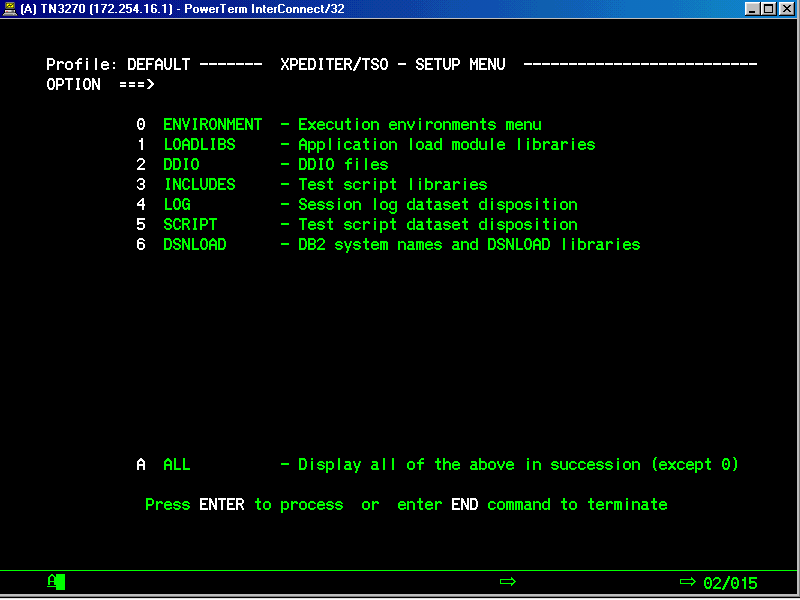 (A) TN3270 (172.254.16.1) - PowerTerm InterConnect/32
Profile: DEFAULT ------- XPEDITER/TSO - SETUP MENU --------------------------
OPTION ===>
0 ENVIRONMENT - Execution environments menu
1 LOADLIBS - Application load module libraries
2 DDIO - DDIO files
3 INCLUDES - Test script libraries
4 LOG - Session log dataset disposition
5 SCRIPT - Test script dataset disposition
6 DSNLOAD - DB2 system names and DSNLOAD libraries
A ALL - Display all of the above in succession (except 0)
Press ENTER to process or enter END command to terminate
A ⇨ ⇨ 02/015